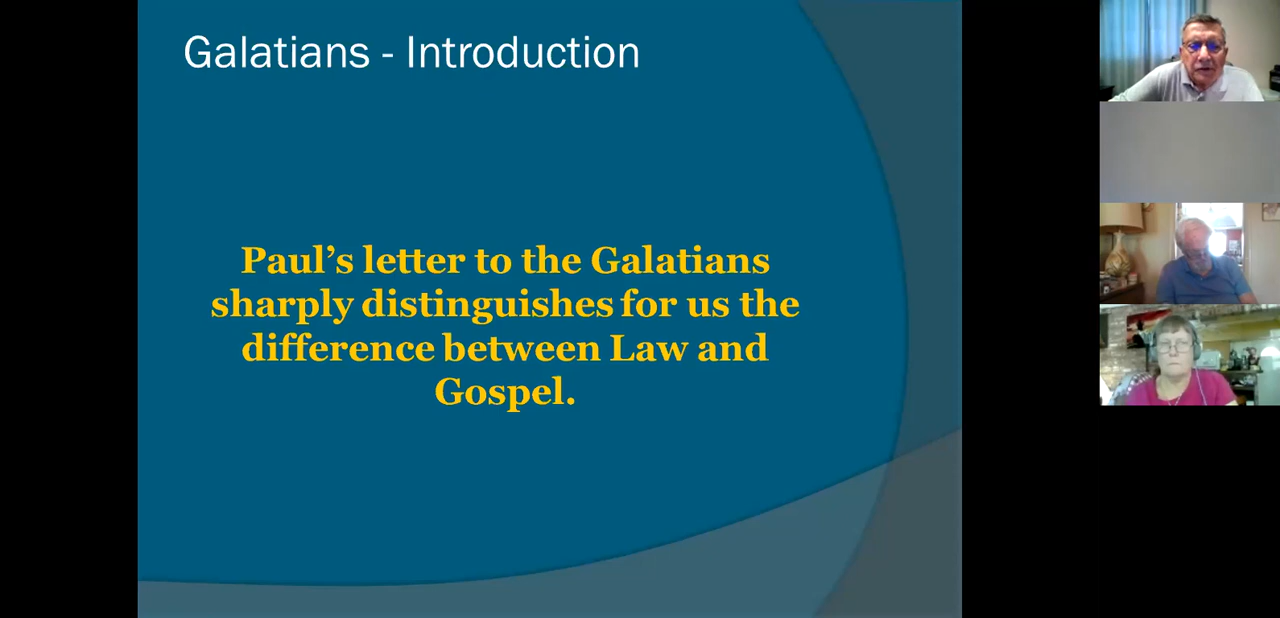 Galatians - Introduction
Paul’s letter to the Galatians
sharply distinguishes for us the
difference between Law and
Gospel.